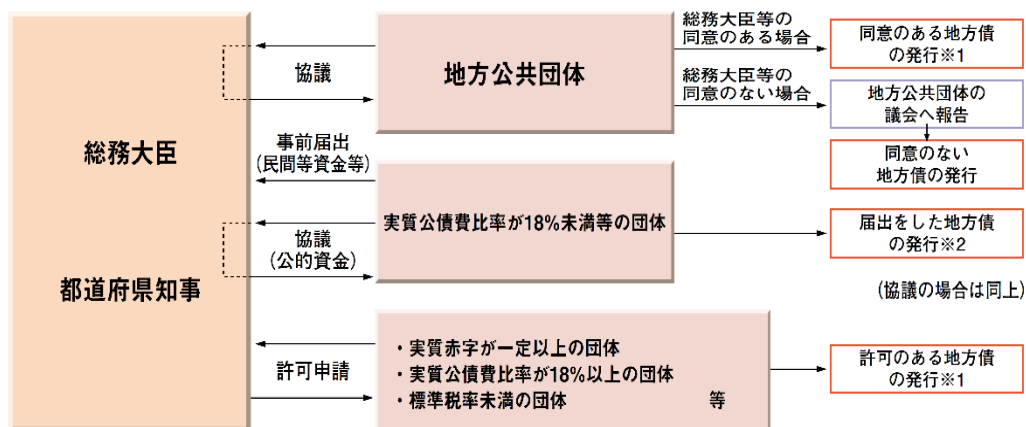 総務大臣
都道府県知事
協議
事前届出
(民間等資金等)
協議
(公的資金)
許可申請
地方公共団体
実質公債費比率が18%未満等の団体
・実質赤字が一定以上の団体
・実質公債費比率が18%以上の団体
・標準税率未満の団体 等
総務大臣等の
同意のある場合
総務大臣等の
同意のない場合
同意のある地方債
の発行※1
地方公共団体の
議会へ報告
同意のない
地方債の発行
届出をした地方債
の発行※2
(協議の場合は同上)
許可のある地方債
の発行※1